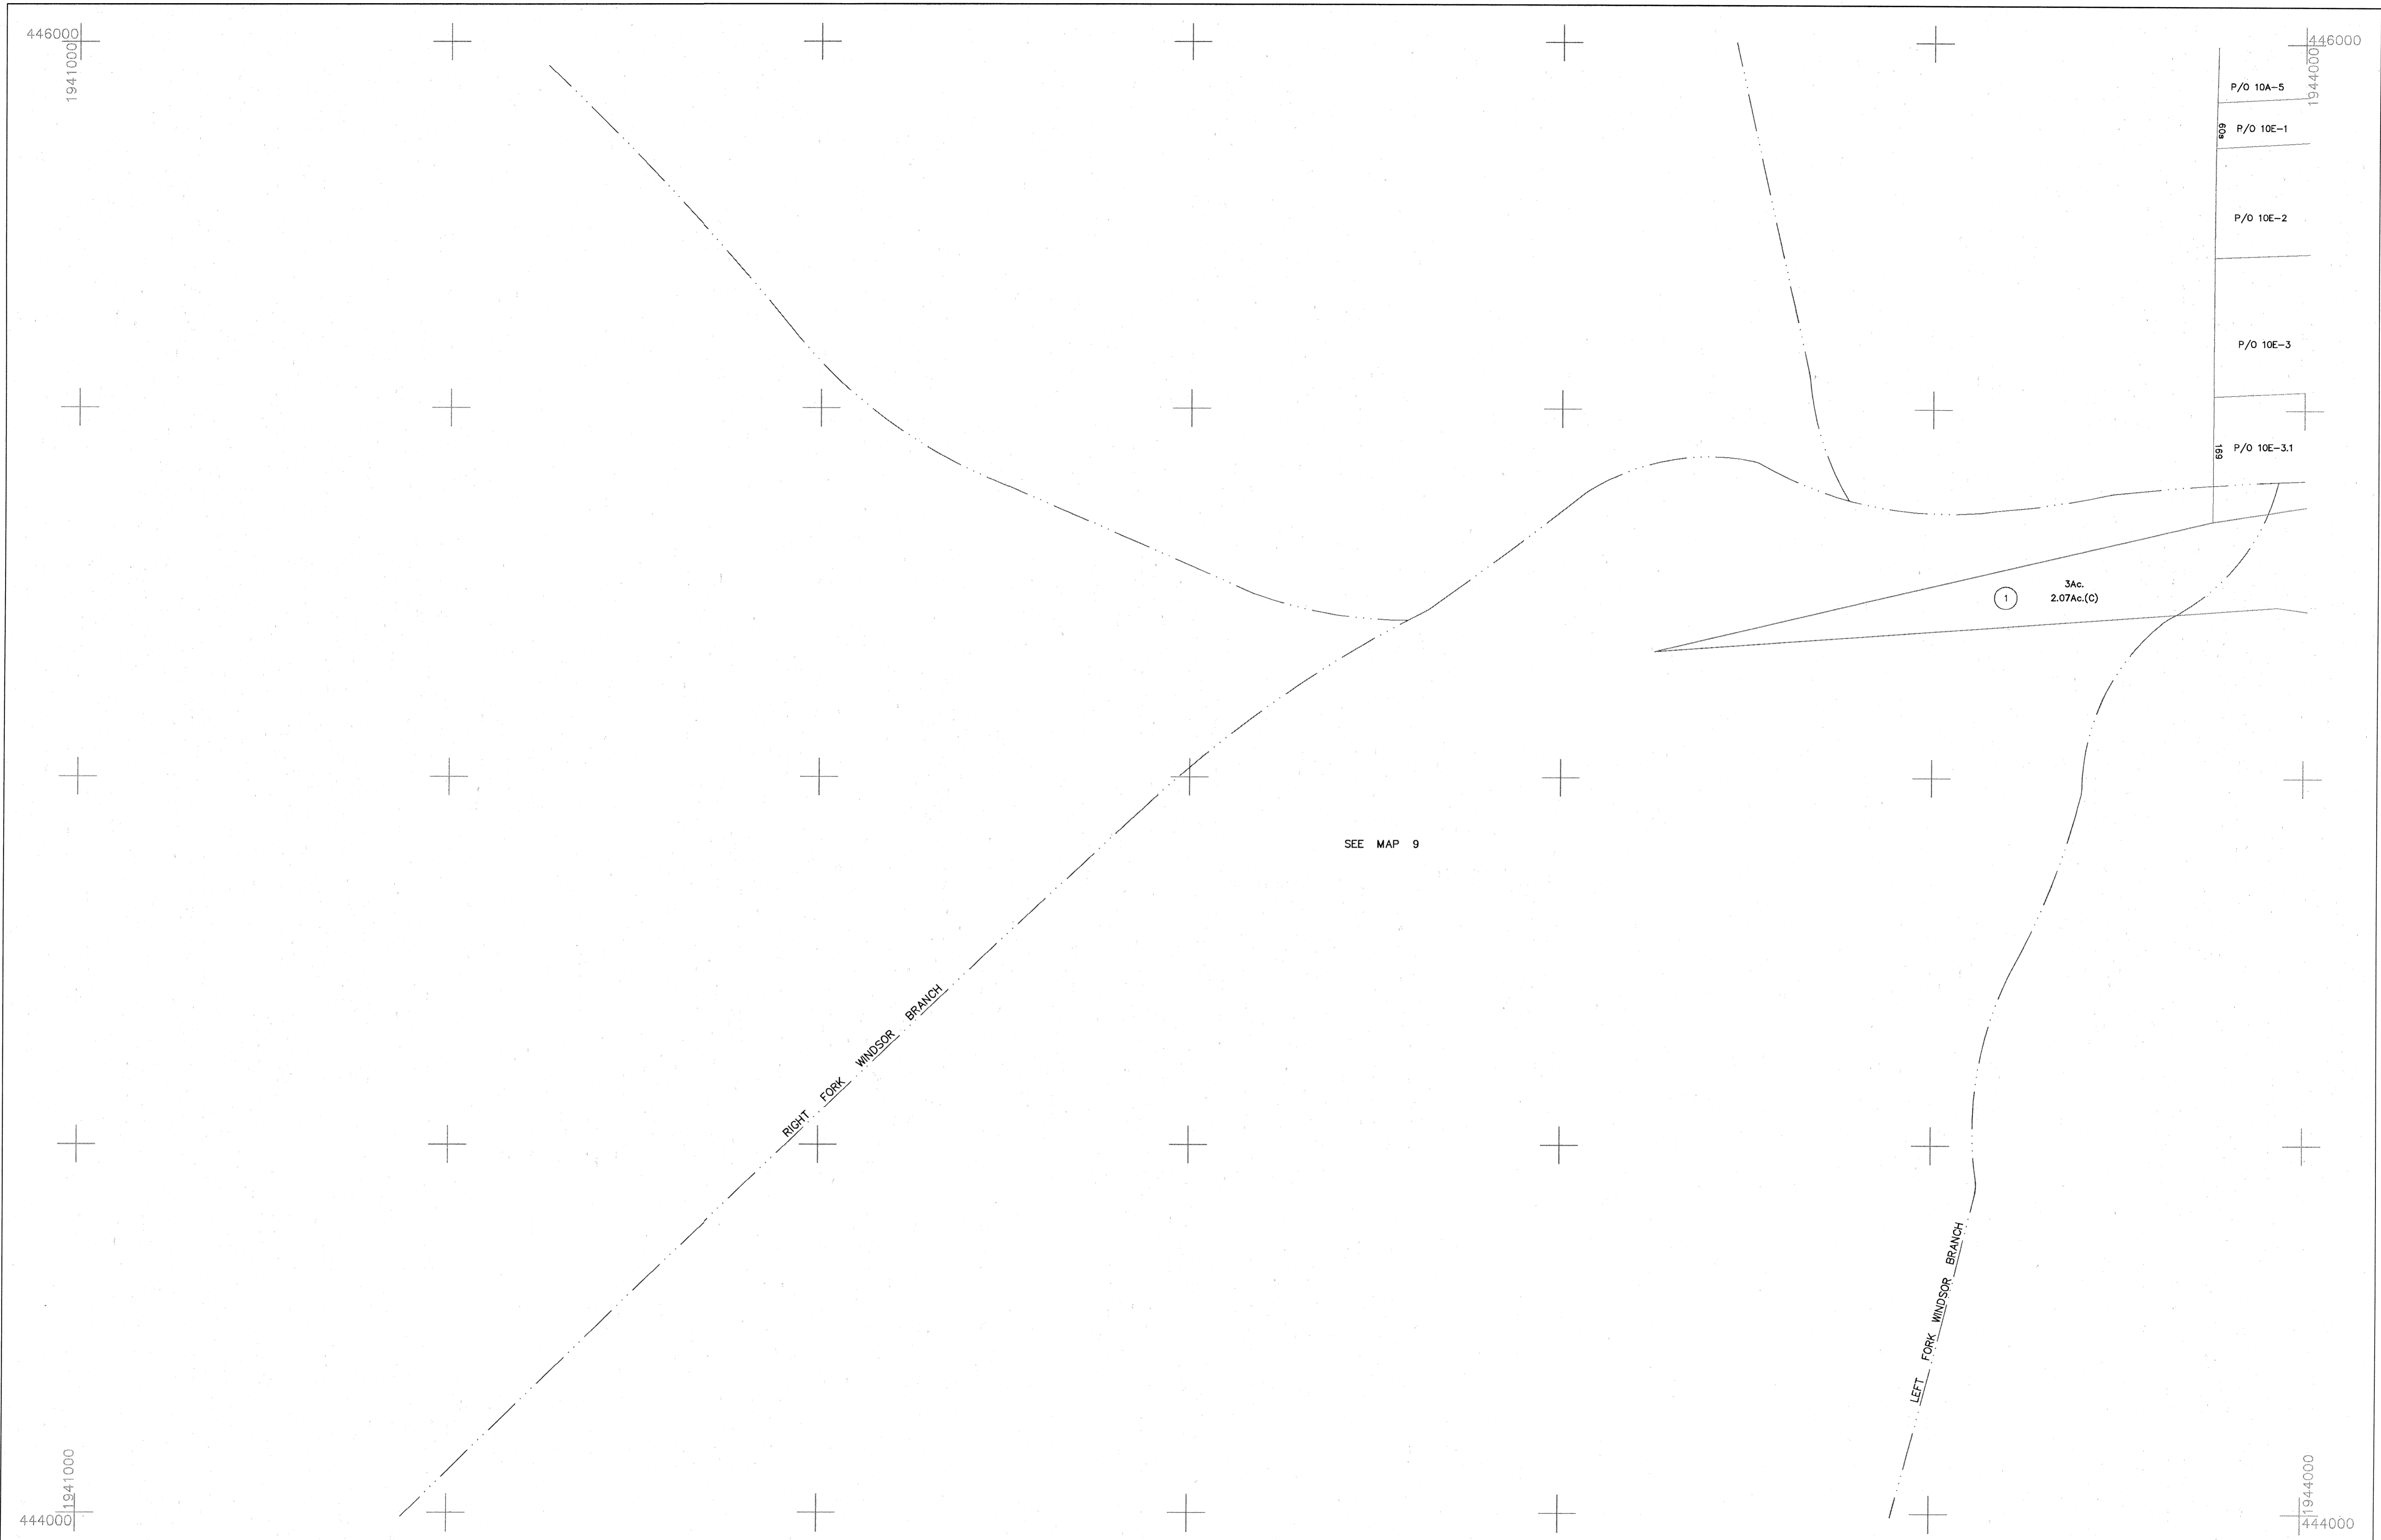 446000
1941000
446000
1944000
P/O 10A-5
60s
P/O 10E-1
P/O 10E-2
P/O 10E-3
169
P/O 10E-3.1
1
3Ac.
2.07Ac.(C)
SEE MAP 9
RIGHT FORK WINDSOR BRANCH
LEFT FORK WINDSOR BRANCH
1941000
444000
1944000
444000